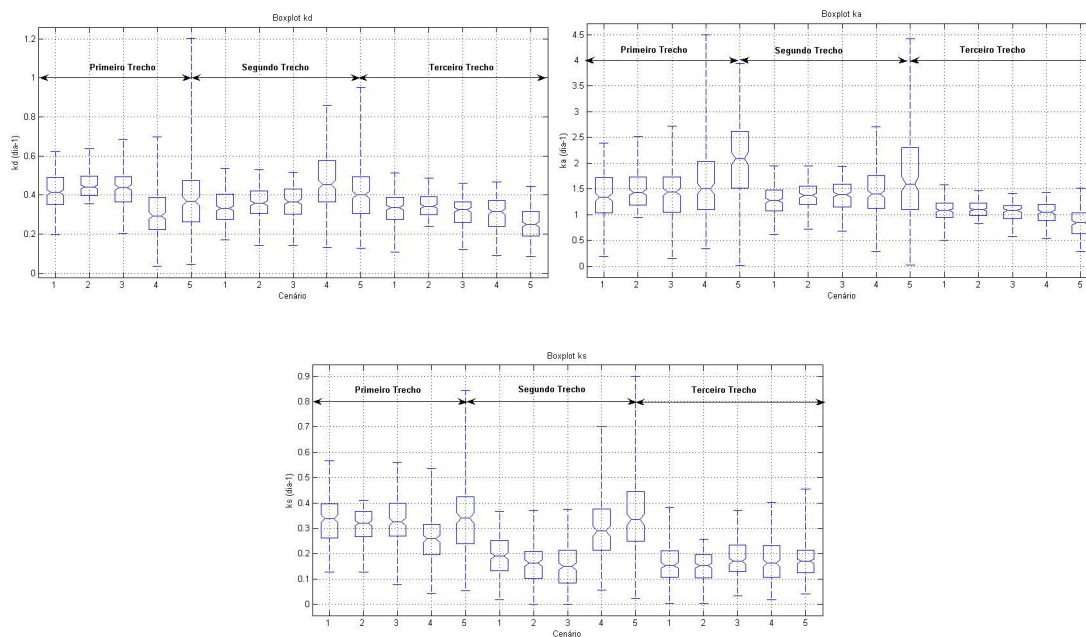 Boxplot kd
1.2
1
0.8
0.6
0.4
0.2
0
kd (dia-1)
Primeiro Trecho
Segundo Trecho
Terceiro Trecho
1 2 3 4 5 1 2 3 4 5 1 2 3 4 5
Cenário
Boxplot ka
4.5
4
3.5
3
2.5
2
1.5
1
0.5
0
ka (dia-1)
Primeiro Trecho
Segundo Trecho
Terceiro Trecho
1 2 3 4 5 1 2 3 4 5 1 2 3 4 5
Cenário
Boxplot ks
0.9
0.8
0.7
0.6
0.5
0.4
0.3
0.2
0.1
0
ks (dia-1)
Primeiro Trecho
Segundo Trecho
Terceiro Trecho
1 2 3 4 5 1 2 3 4 5 1 2 3 4 5
Cenário